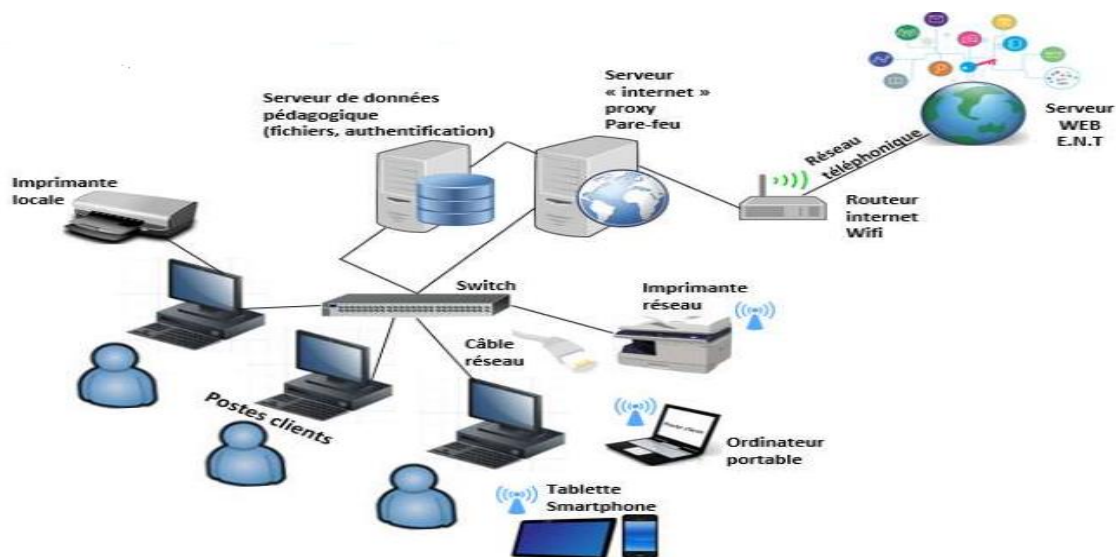 Serveur de données
pédagogique
(fichiers, authentification)
Serveur
« internet »
proxy
Pare-feu
Serveur
WEB
E.N.T
Réseau
téléphonique
Imprimante
locale
Routeur
internet
Wifi
Switch
Imprimante
réseau
Câble
réseau
Postes clients
Ordinateur
portable
Tablette
Smartphone